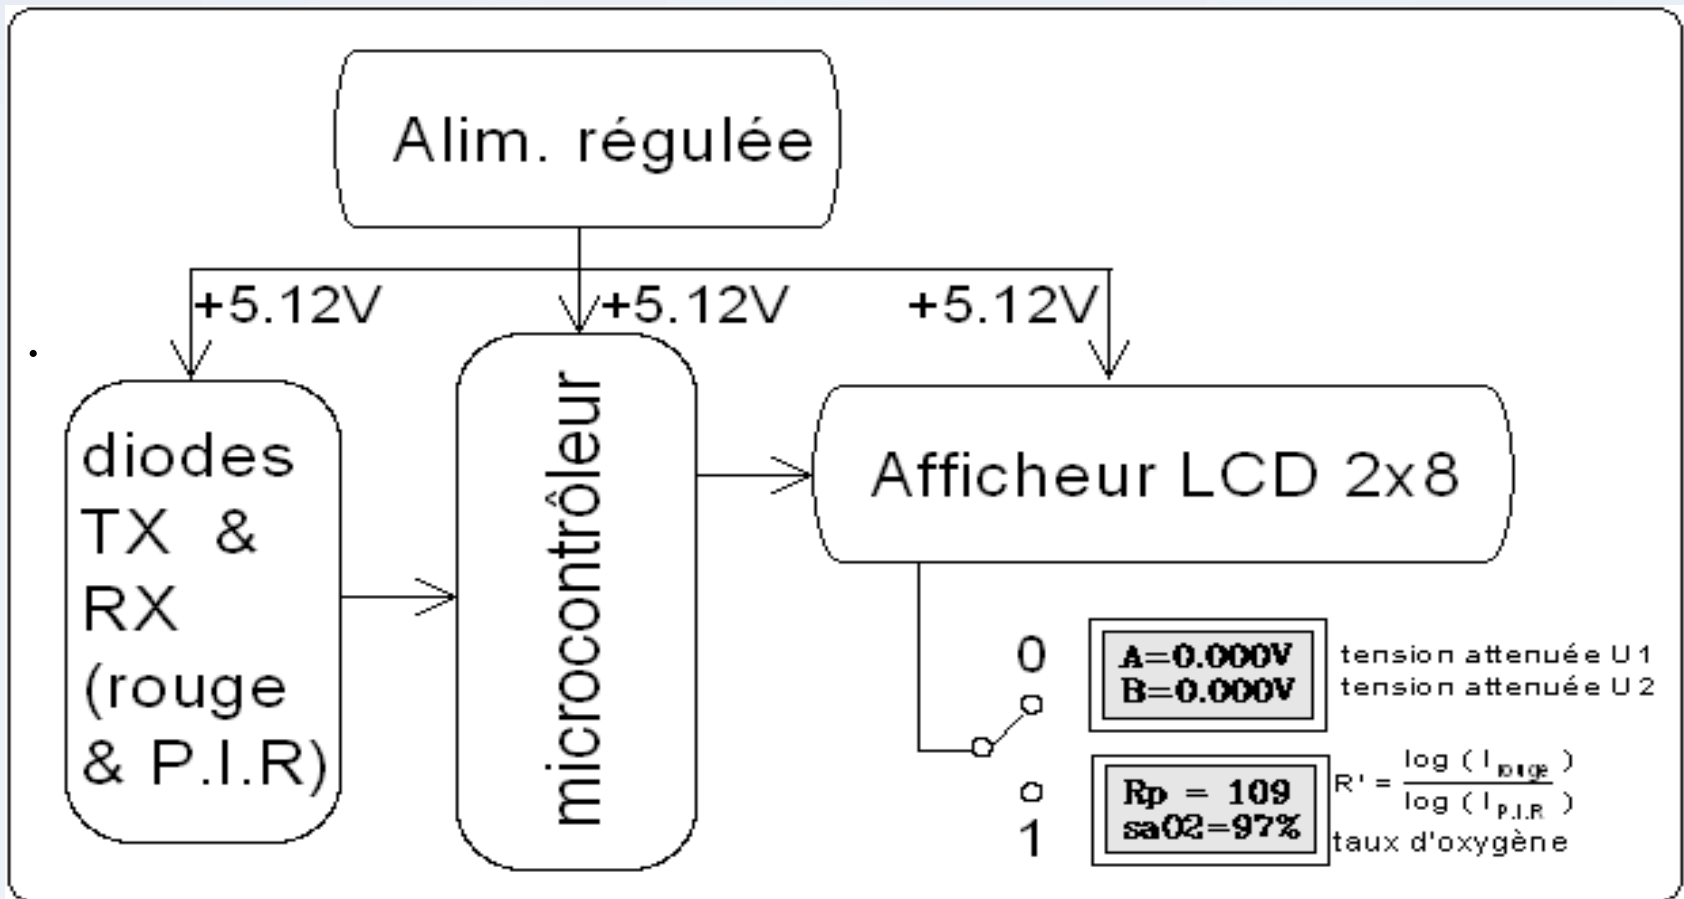 Alim. régulée
+5.12V
+5.12V
+5.12V
diodes
TX &
RX
(rouge
& P.I.R)
microcontrôleur
Afficheur LCD 2x8
0
A=0.000V
B=0.000V
tension attenuée U1
tension attenuée U2
1
Rp = 109
saO2=97%
R' = log ( I rouge )
log ( I P.I.R )
taux d'oxygène